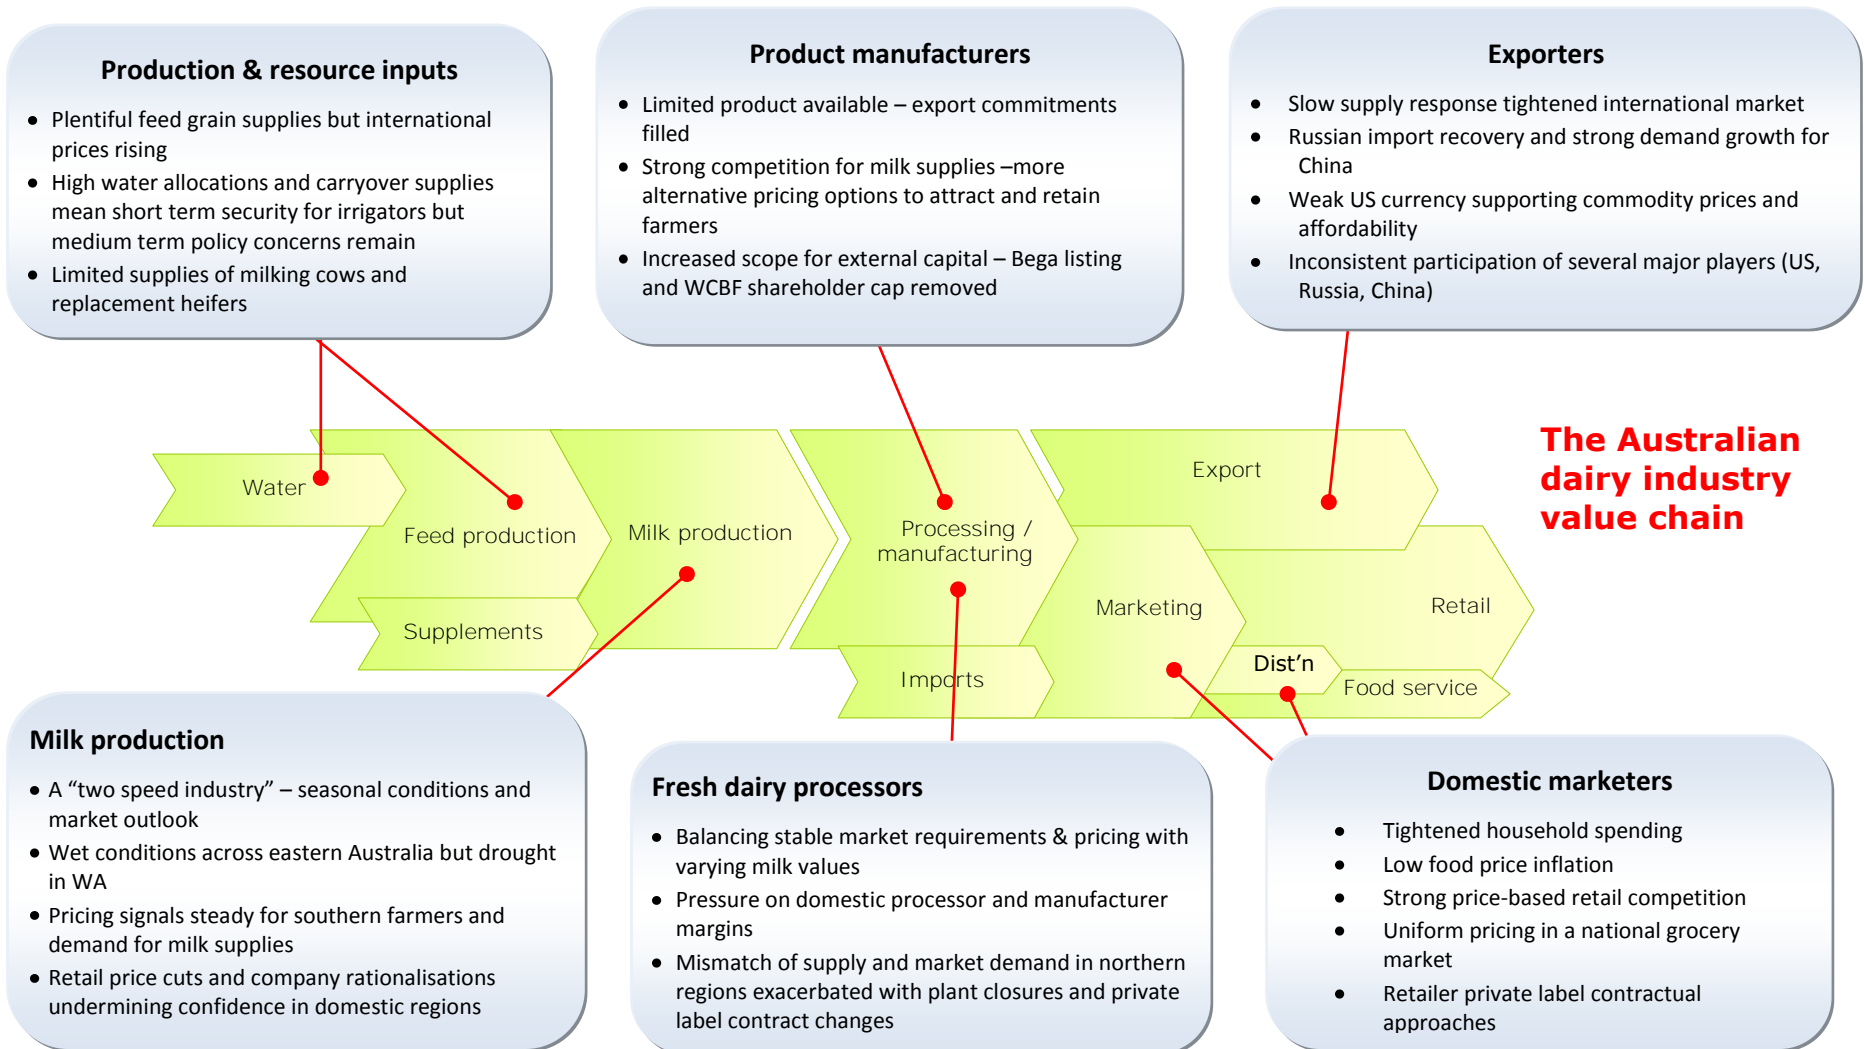 Production & resource inputs
• Plentiful feed grain supplies but international
prices rising
• High water allocations and carryover supplies
mean short term security for irrigators but
medium term policy concerns remain
• Limited supplies of milking cows and
replacement heifers
Product manufacturers
• Limited product available – export commitments
filled
• Strong competition for milk supplies –more
alternative pricing options to attract and retain
farmers
• Increased scope for external capital – Bega listing
and WCBF shareholder cap removed
Exporters
• Slow supply response tightened international market
• Russian import recovery and strong demand growth for
China
• Weak US currency supporting commodity prices and
affordability
• Inconsistent participation of several major players (US,
Russia, China)
The Australian
dairy industry
value chain
Water
Feed production
Supplements
Milk production
Processing /
manufacturing
Imports
Export
Marketing
Retail
Dist'n
Food service
Milk production
• A “two speed industry” – seasonal conditions and
market outlook
• Wet conditions across eastern Australia but drought
in WA
• Pricing signals steady for southern farmers and
demand for milk supplies
• Retail price cuts and company rationalisations
undermining confidence in domestic regions
Fresh dairy processors
• Balancing stable market requirements & pricing with
varying milk values
• Pressure on domestic processor and manufacturer
margins
• Mismatch of supply and market demand in northern
regions exacerbated with plant closures and private
label contract changes
Domestic marketers
• Tightened household spending
• Low food price inflation
• Strong price-based retail competition
• Uniform pricing in a national grocery
market
• Retailer private label contractual
approaches